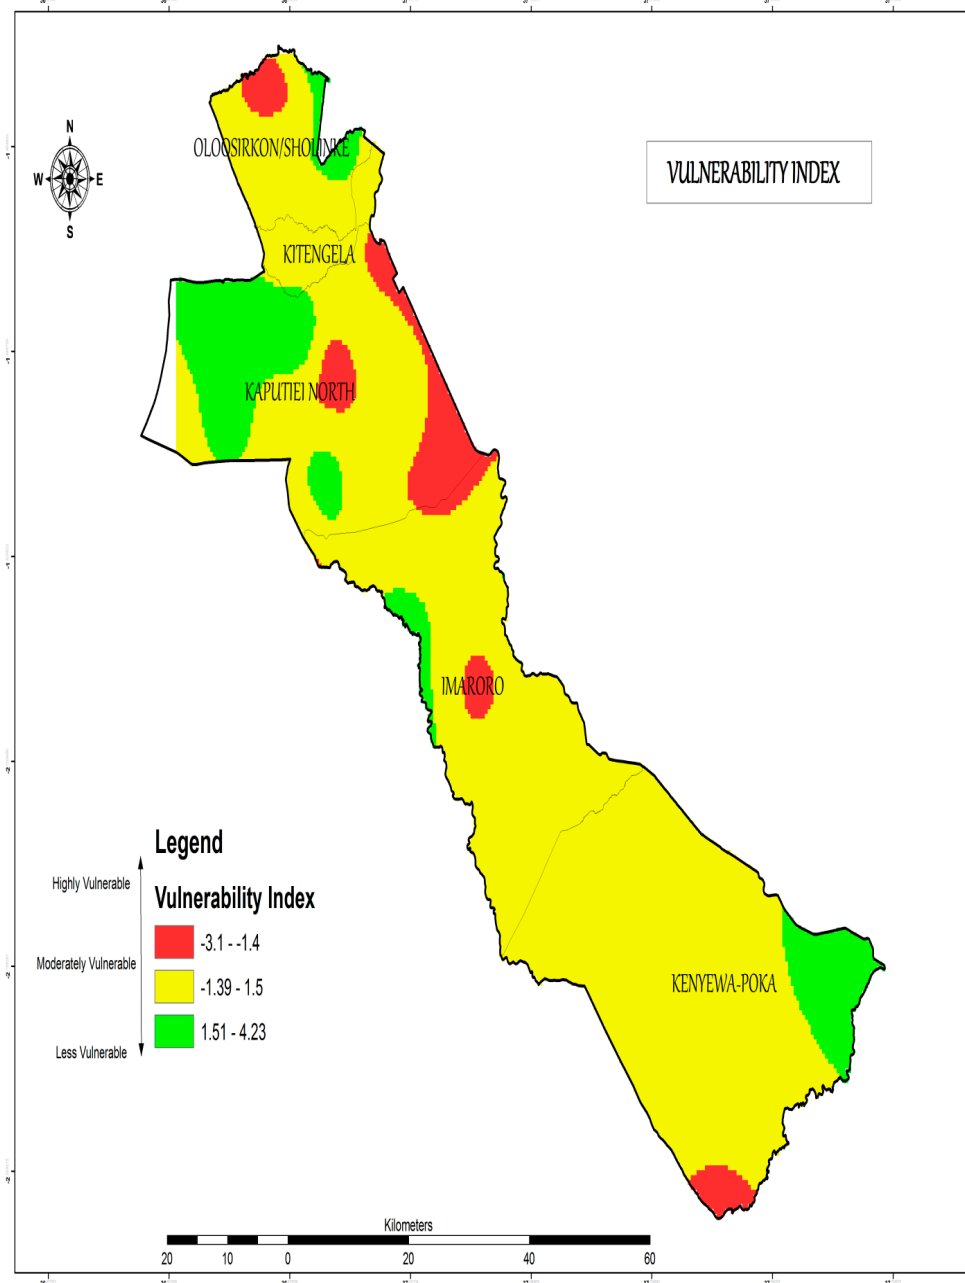 N
W E
S
VULNERABILITY INDEX
OLOOSIRKON/SHOLINKE
KITENGELA
KAPUTIEI NORTH
IMARORO
KENYEWA-POKA
Legend
Vulnerability Index
Highly Vulnerable
Moderately Vulnerable
Less Vulnerable
-3.1 - -1.4
-1.39 - 1.5
1.51 - 4.23
Kilometers
20 10 0 20 40 60